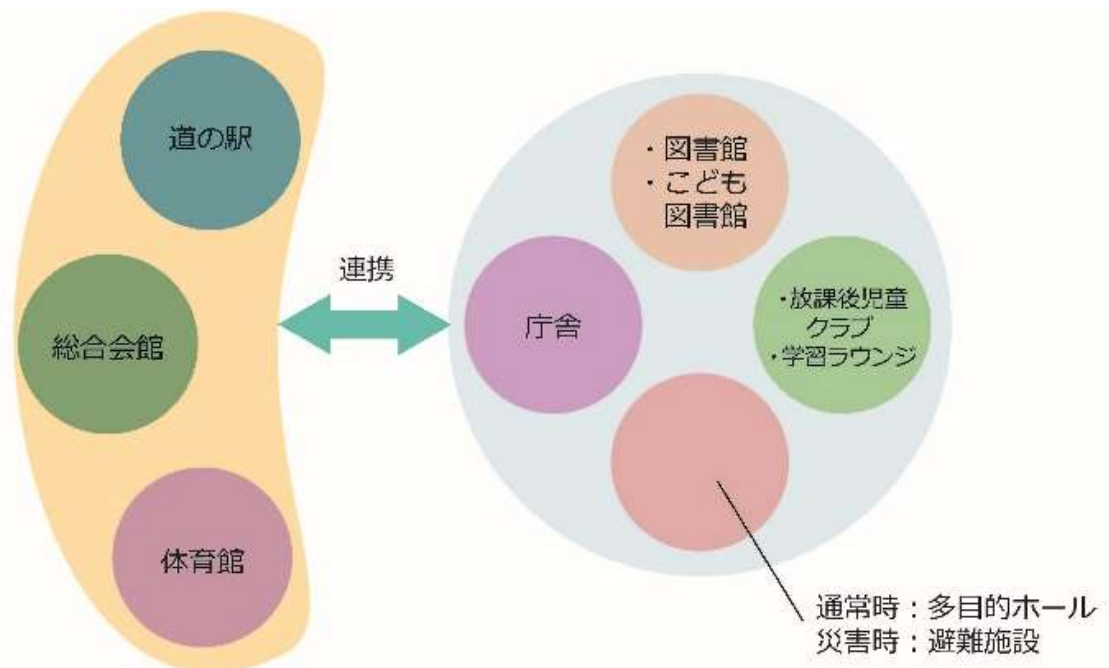 道の駅
総合会館
体育館
連携
・図書館
・こども
図書館
庁舎
・放課後児童
クラブ
・学習ラウンジ
通常時：多目的ホール
災害時：避難施設